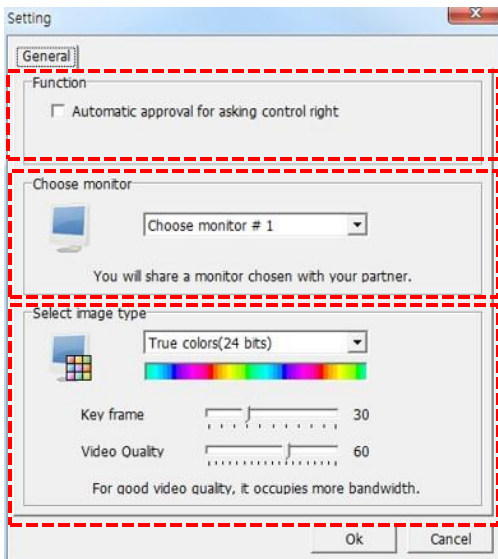 Setting
General
Function
Automatic approval for asking control right
Choose monitor
Choose monitor # 1
You will share a monitor chosen with your partner.
Select image type
True colors(24 bits)
Key frame 30
Video Quality 60
For good video quality, it occupies more bandwidth.
Ok Cancel